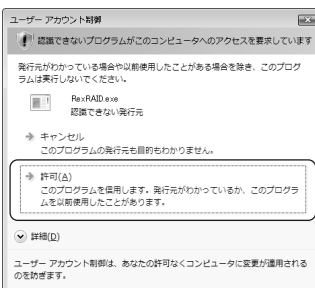 ユーザー アカウント制御
認識できないプログラムがこのコンピュータへのアクセスを要求しています
発行元がわかっている場合や以前使用したことがある場合を除き、このプログ
ラムは実行しないでください。
RexRAID.exe
認識できない発行元
キャンセル
このプログラムの発行元も目的もわかりません。
許可(A)
このプログラムを信用します。発行元がわかっているか、このプログラ
ムを以前使用したことがあります。
詳細(D)
ユーザー アカウント制御は、あなたの許可なくコンピュータに変更が適用される
のを防ぎます。